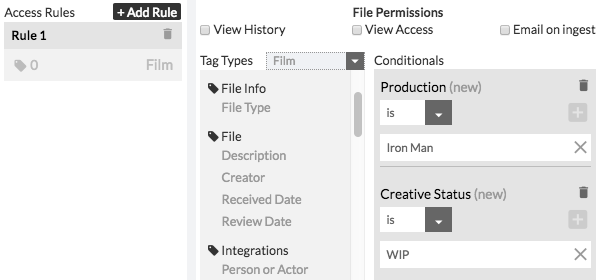 Access Rules
+ Add Rule
Rule 1
0 Film
File Permissions
View History
View Access
Email on ingest
Tag Types
Film
File Info
File Type
File
Description
Creator
Received Date
Review Date
Integrations
Person or Actor
Conditionals
Production (new)
is
Iron Man
Creative Status (new)
is
WIP